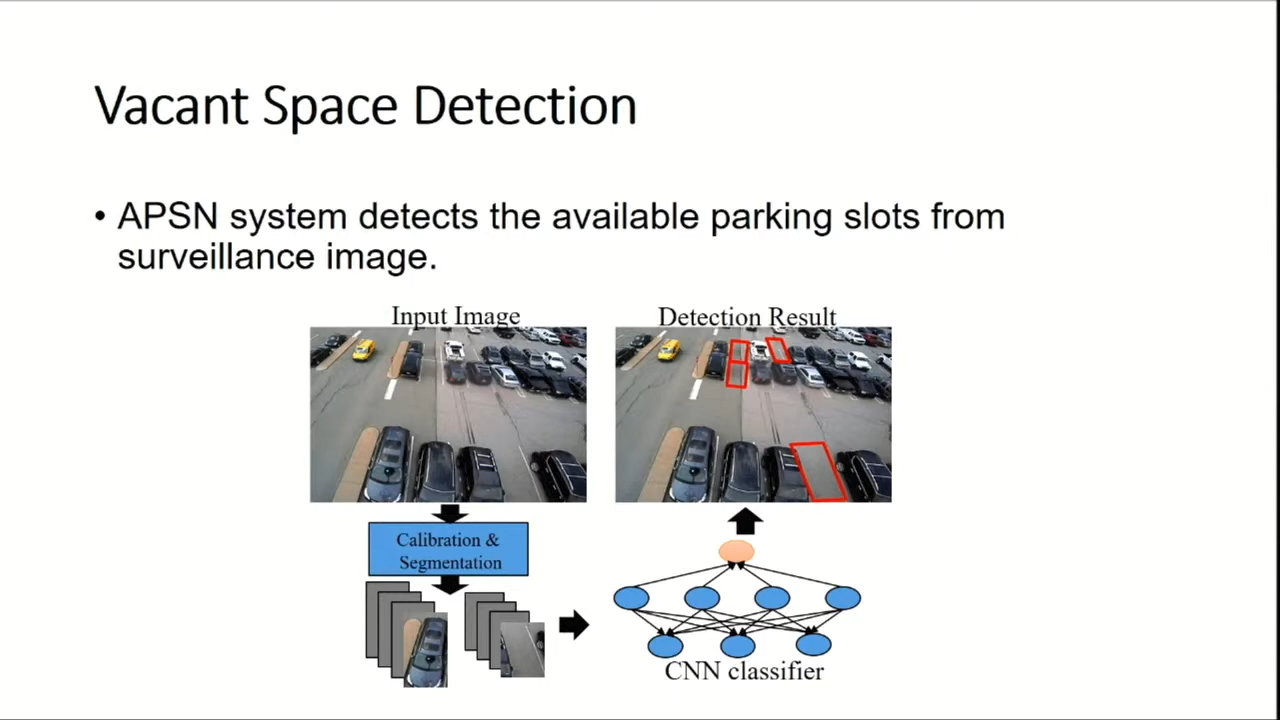 Vacant Space Detection
• APSN system detects the available parking slots from
surveillance image.
Input Image
Detection Result
Calibration &
Segmentation
CNN classifier